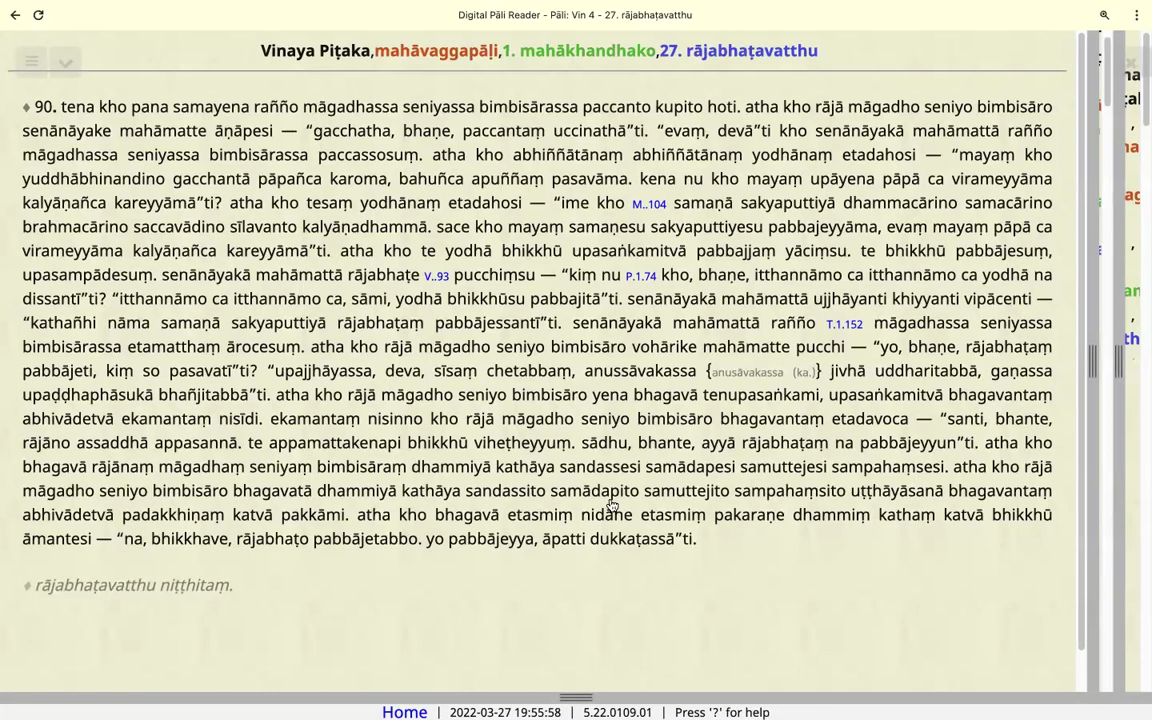 Digital Pāli Reader - Pāli: Vin 4 - 27. rājabhaṭavatthu
Vinaya Piṭaka,mahāvaggapāḷi,1. mahākhandhako,27. rājabhaṭavatthu
♦ 90. tena kho pana samayena rañño māgadhassa seniyassa bimbisārassa paccanto kupito hoti. atha kho rājā māgadho seniyo bimbisāro
senānāyake mahāmatte āṇāpesi — “gacchatha, bhaṇe, paccantaṃ uccinathā”ti. “evaṃ, devā”ti kho senānāyakā mahāmattā rañño
māgadhassa seniyassa bimbisārassa paccassosuṃ. atha kho abhiññātānaṃ abhiññātānaṃ yodhānaṃ etadahosi — “mayaṃ kho
yuddhābhinandino gacchantā pāpañca karoma, bahuñca apuññaṃ pasavāma. kena nu kho mayaṃ upāyena pāpā ca virameyyāma
kalyāṇañca kareyyāmā”ti? atha kho tesaṃ yodhānaṃ etadahosi — “ime kho M..104 samaṇā sakyaputtiyā dhammacārino samacārino
brahmacārino saccavādino sīlavanto kalyāṇadhammā. sace kho mayaṃ samaṇesu sakyaputtiyesu pabbajeyyāma, evaṃ mayaṃ pāpā ca
virameyyāma kalyāṇañca kareyyāmā”ti. atha kho te yodhā bhikkhū upasaṅkamitvā pabbajjaṃ yāciṃsu. te bhikkhū pabbājesuṃ,
upasampādesuṃ. senānāyakā mahāmattā rājabhaṭe V..93 pucchiṃsu — “kiṃ nu P.1.74 kho, bhaṇe, itthannāmo ca itthannāmo ca yodhā na
dissantī”ti? “itthannāmo ca itthannāmo ca, sāmi, yodhā bhikkhūsu pabbajitā”ti. senānāyakā mahāmattā ujjhāyanti khiyyanti vipācenti —
“kathañhi nāma samaṇā sakyaputtiyā rājabhaṭaṃ pabbājessantī”ti. senānāyakā mahāmattā rañño T.1.152 māgadhassa seniyassa
bimbisārassa etamatthaṃ ārocesuṃ. atha kho rājā māgadho seniyo bimbisāro vohārike mahāmatte pucchi — “yo, bhaṇe, rājabhaṭaṃ
pabbājeti, kiṃ so pasavatī”ti? “upajjhāyassa, deva, sīsaṃ chetabbaṃ, anussāvakassa {anusāvakassa (ka.)} jivhā uddharitabbā, gaṇassa
upaḍḍhaphāsukā bhañjitabbā”ti. atha kho rājā māgadho seniyo bimbisāro yena bhagavā tenupasaṅkami, upasaṅkamitvā bhagavantaṃ
abhivādetvā ekamantaṃ nisīdi. ekamantaṃ nisinno kho rājā māgadho seniyo bimbisāro bhagavantaṃ etadavoca — “santi, bhante,
rājāno assaddhā appasannā. te appamattakenapi bhikkhū viheṭheyyuṃ. sādhu, bhante, ayyā rājabhaṭaṃ na pabbājeyyun”ti. atha kho
bhagavā rājānaṃ māgadhaṃ seniyaṃ bimbisāraṃ dhammiyā kathāya sandassesi samādapesi samuttejesi sampahaṃsesi. atha kho rājā
māgadho seniyo bimbisāro bhagavatā dhammiyā kathāya sandassito samādapito samuttejito sampahaṃsito uṭṭhāyāsanā bhagavantaṃ
abhivādetvā padakkhiṇaṃ katvā pakkāmi. atha kho bhagavā etasmiṃ nidāne etasmiṃ pakaraṇe dhammiṃ kathaṃ katvā bhikkhū
āmantesi — “na, bhikkhave, rājabhaṭo pabbājetabbo. yo pabbājeyya, āpatti dukkaṭassā”ti.
♦ rājabhaṭavatthu niṭṭhitaṃ.
Home | 2022-03-27 19:55:58 | 5.22.0109.01 | Press '?' for help